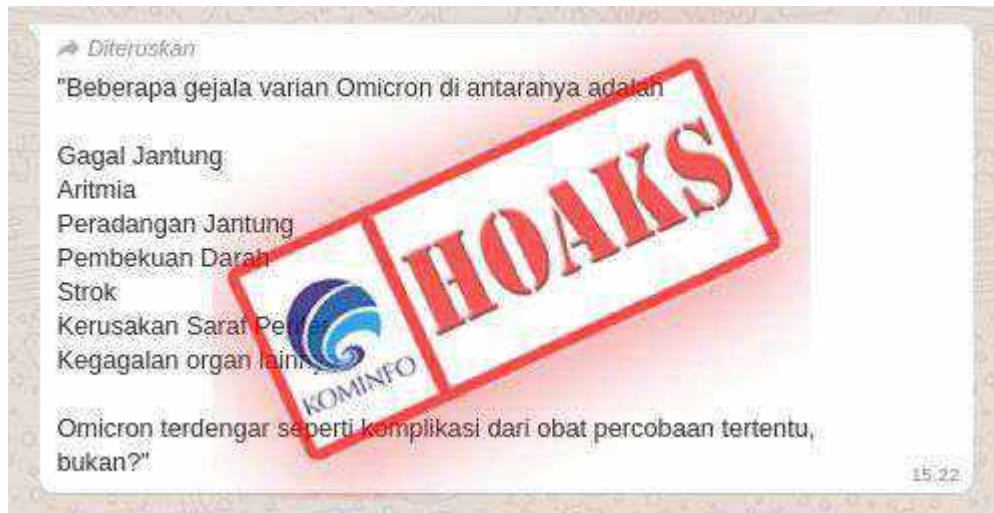 Diteruskan
"Beberapa gejala varian Omicron di antaranya adalah
Gagal Jantung
Aritmia
Peradangan Jantung
Pembekuan Darah
Strok
Kerusakan Saraf
Kegagalan organ lainnya
HOAKS
KOMINFO
Omicron terdengar seperti komplikasi dari obat percobaan tertentu,
bukan?"
15.22